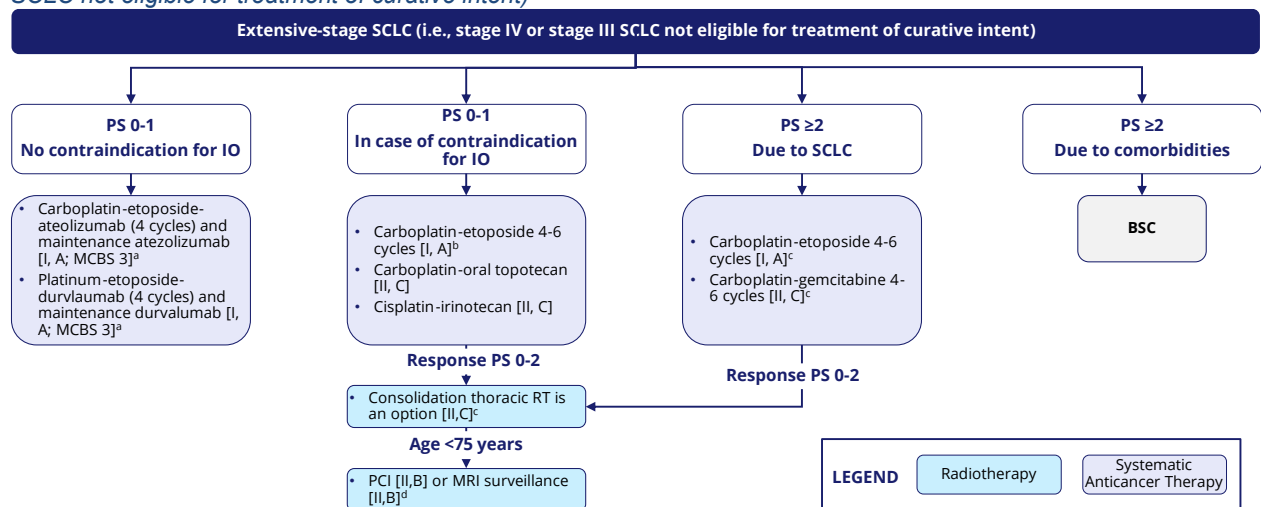 SCLC not eligible for treatment of curative intent)
Extensive-stage SCLC (i.e., stage IV or stage III SCLC not eligible for treatment of curative intent)
PS 0-1
No contraindication for IO
PS 0-1
In case of contraindication
for IO
PS ≥2
Due to SCLC
PS ≥2
Due to comorbidities
• Carboplatin-etoposide-
ateolizumab (4 cycles) and
maintenance atezolizumab
[I, A; MCBS 3]ᵃ
• Platinum-etoposide-
durvlaumab (4 cycles) and
maintenance durvalumab [I,
A; MCBS 3]ᵃ
• Carboplatin-etoposide 4-6
cycles [I, A]ᵇ
• Carboplatin-oral topotecan
[II, C]
• Cisplatin-irinotecan [II, C]
• Carboplatin-etoposide 4-6
cycles [I, A]ᶜ
• Carboplatin-gemcitabine 4-
6 cycles [II, C]ᶜ
BSC
Response PS 0-2
Response PS 0-2
• Consolidation thoracic RT is
an option [II,C]ᶜ
Age <75 years
• PCI [II,B] or MRI surveillance
[II,B]ᵈ
LEGEND
Radiotherapy
Systematic
Anticancer Therapy